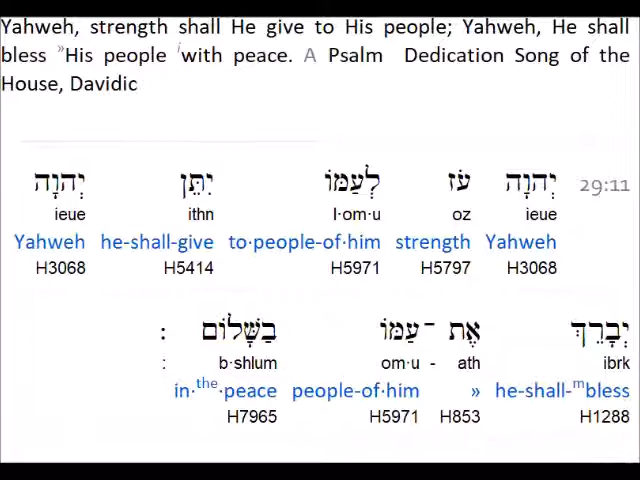 Yahweh, strength shall He give to His people; Yahweh, He shall
bless »His people iwith peace. A Psalm Dedication Song of the
House, Davidic
29:11 יְהוָה עֹז לְעַמּוֹ יִתֵּן יְהוָה
ieue ithn l·om·u oz ieue
Yahweh he-shall-give to·people-of·him strength Yahweh
H3068 H5414 H5971 H5797 H3068
יְבָרֵךְ אֶת־עַמּוֹ בַשָּׁלוֹם :
: b·shlum om·u - ath ibrk
in·the·peace people-of·him » he-shall-mbless
H7965 H5971 H853 H1288